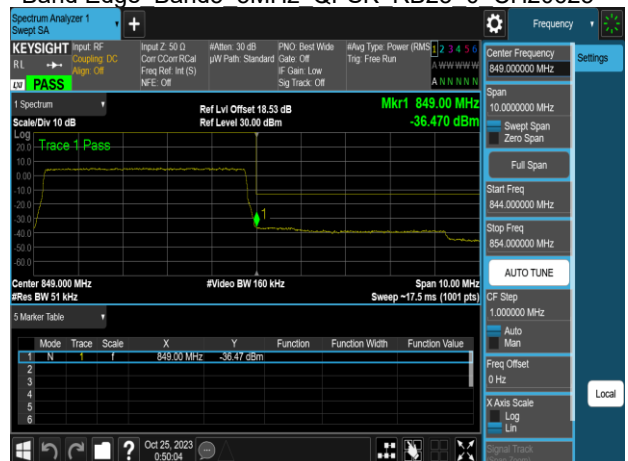 Spectrum Analyzer 1
Swept SA
Frequency
KEYSIGHT
RL
LXI
PASS
Input: RF
Coupling: DC
Align: Off
Input Z: 50 Ω
Corr CCorr RCal
Freq Ref: Int (S)
NFE: Off
#Atten: 30 dB
µW Path: Standard
PNO: Best Wide
Gate: Off
IF Gain: Low
Sig Track: Off
#Avg Type: Power (RMS
Trig: Free Run
1 2 3 4 5 6
A W W W W W
A N N N N N
1 Spectrum
Scale/Div 10 dB
Ref Lvl Offset 18.53 dB
Ref Level 30.00 dBm
Mkr1 849.00 MHz
-36.470 dBm
Log
Trace 1 Pass
20.0
10.0
0.00
-10.0
-20.0
-30.0
-40.0
-50.0
-60.0
1
Center 849.000 MHz
#Res BW 51 kHz
#Video BW 160 kHz
Span 10.00 MHz
Sweep ~17.5 ms (1001 pts)
5 Marker Table
Mode Trace Scale X Y Function Function Width Function Value
1 N 1 f 849.00 MHz -36.47 dBm
2
3
4
5
6
Oct 25, 2023
0:50:04
Center Frequency
849.000000 MHz
Span
10.0000000 MHz
Swept Span
Zero Span
Full Span
Start Freq
844.000000 MHz
Stop Freq
854.000000 MHz
AUTO TUNE
CF Step
1.000000 MHz
Auto
Man
Freq Offset
0 Hz
X Axis Scale
Log
Lin
Signal Track
Settings
Local